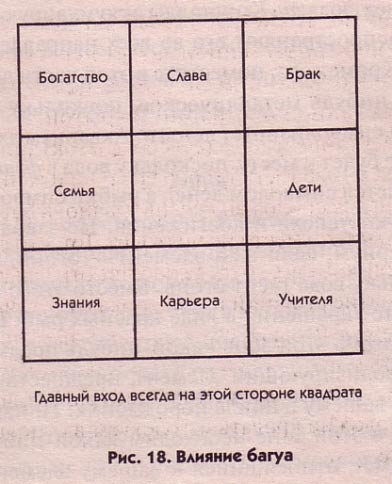 Богатство Слава Брак
Семья Дети
Знания Карьера Учителя
Главный вход всегда на этой стороне квадрата
Рис. 18. Влияние багуа